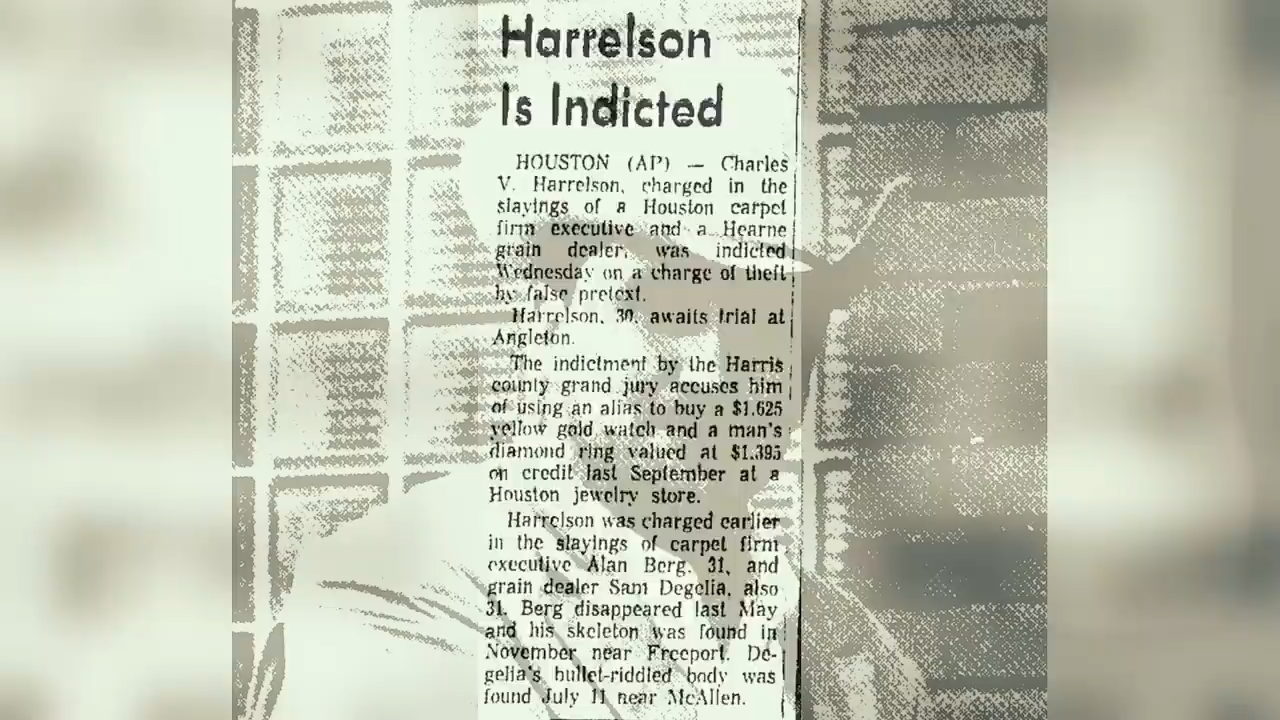 Harrelson
Is Indicted
HOUSTON (AP) — Charles
V. Harrelson, charged in the
slayings of a Houston carpet
firm executive and a Hearne
grain dealer, was indicted
Wednesday on a charge of theft
by false pretext.
Harrelson, 30, awaits trial at
Angleton.
The indictment by the Harris
county grand jury accuses him
of using an alias to buy a $1,625
yellow gold watch and a man's
diamond ring valued at $1,395
on credit last September at a
Houston jewelry store.
Harrelson was charged earlier
in the slayings of carpet firm
executive Alan Berg, 31, and
grain dealer Sam Degelia, also
31. Berg disappeared last May
and his skeleton was found in
November near Freeport. De-
gelia's bullet-riddled body was
found July 11 near McAllen.